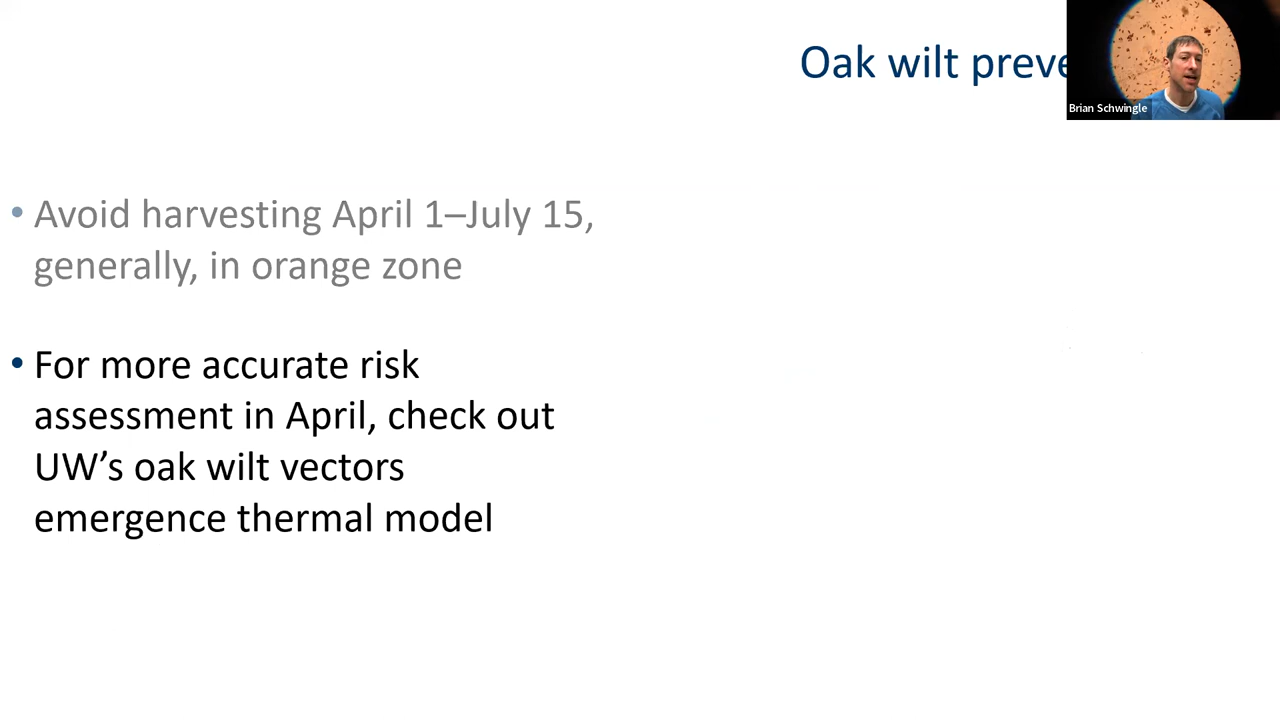 Oak wilt preve
Brian Schwingle
• Avoid harvesting April 1–July 15,
generally, in orange zone
• For more accurate risk
assessment in April, check out
UW’s oak wilt vectors
emergence thermal model